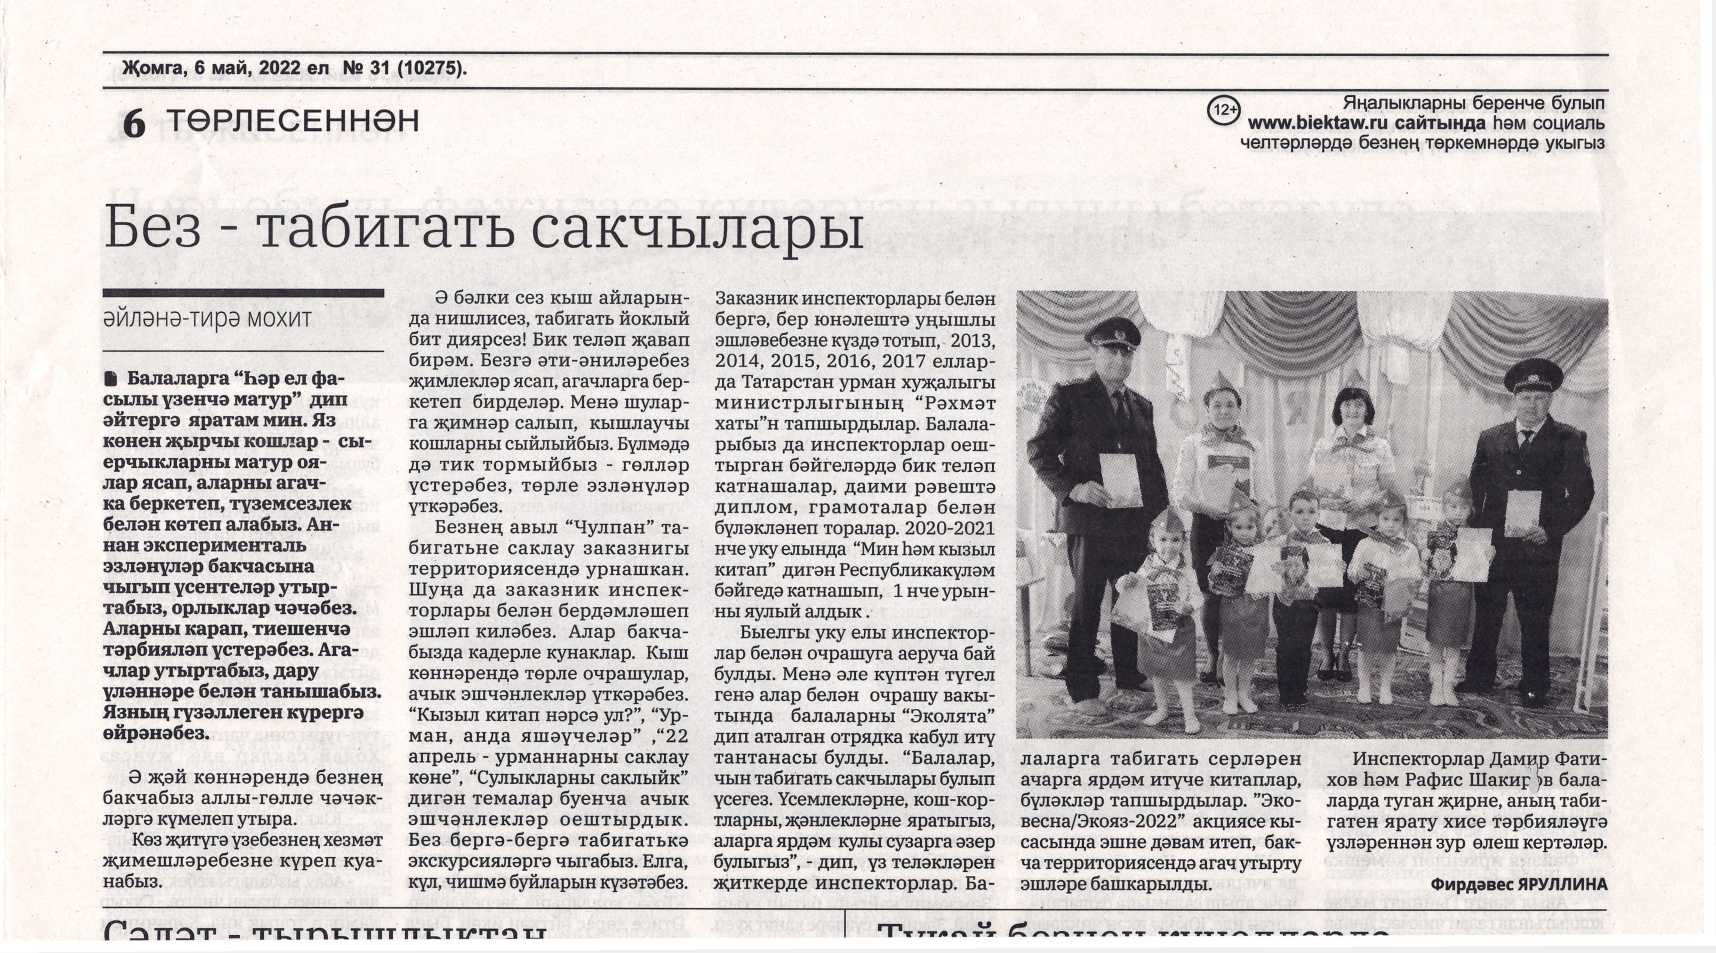 Җомга, 6 май, 2022 ел № 31 (10275).
6 ТӨРЛЕСЕННӘН
12+
Яңалыкларны беренче булып
www.biektaw.ru сайтында һәм социаль
челтәрләрдә безнең төркемнәрдә укыгыз
Без - табигать сакчылары
әйләнә-тирә мохит
Балаларга “Һәр ел фа-
сылы үзенчә матур” дип
әйтергә яратам мин. Яз
көнен җырчы кошлар - сы-
ерчыкларны матур оя-
лар ясап, аларны агач-
ка беркетеп, түземсезлек
белән көтеп алабыз. Ан-
нан эксперименталь
эзләнүләр бакчасына
чыгып үсентеләр утыр-
табыз, орлыклар чәчәбез.
Аларны карап, тиешенчә
тәрбияләп үстерәбез. Ага-
члар утыртабыз, дару
үләннәре белән танышабыз.
Язның гүзәллеген күрергә
өйрәнәбез.
Ә җәй көннәрендә безнең
бакчабыз аллы-гөлле чәчәк-
ләргә күмелеп утыра.
Көз җитүгә үзебезнең хезмәт
җимешләребезне күреп куа-
набыз.
Ә бәлки сез кыш айларын-
да нишлисез, табигать йоклый
бит диярсез! Бик теләп җавап
бирәм. Безгә әти-әниләребез
җимлекләр ясап, агачларга бер-
кетеп бирделәр. Менә шулар-
га җимнәр салып, кышлаучы
кошларны сыйлыйбыз. Бүлмәдә
дә тик тормыйбыз - гөлләр
үстерәбез, төрле эзләнүләр
үткәрәбез.
Безнең авыл “Чулпан” та-
бигатьне саклау заказнигы
территориясендә урнашкан.
Шуңа да заказник инспек-
торлары белән бердәмләшеп
эшләп киләбез. Алар бакча-
бызда кадерле кунаклар. Кыш
көннәрендә төрле очрашулар,
ачык эшчәнлекләр үткәрәбез.
“Кызыл китап нәрсә ул?”, “Ур-
ман, анда яшәүчеләр” ,“22
апрель - урманнарны саклау
көне”, “Сулыкларны саклыйк”
дигән темалар буенча ачык
эшчәнлекләр оештырдык.
Без бергә-бергә табигатькә
экскурсияләргә чыгабыз. Елга,
күл, чишмә буйларын күзәтәбез.
Заказник инспекторлары белән
бергә, бер юнәлештә уңышлы
эшләвебезне күздә тотып, 2013,
2014, 2015, 2016, 2017 еллар-
да Татарстан урман хуҗалыгы
министрлыгының “Рәхмәт
хаты”н тапшырдылар. Балала-
рыбыз да инспекторлар оеш-
тырган бәйгеләрдә бик теләп
катнашалар, даими рәвештә
диплом, грамоталар белән
бүләкләнеп торалар. 2020-2021
нче уку елында “Мин һәм кызыл
китап” дигән Республикакүләм
бәйгедә катнашып, 1 нче урын-
ны яулый алдык .
Быелгы уку елы инспектор-
лар белән очрашуга аеруча бай
булды. Менә әле күптән түгел
генә алар белән очрашу вакы-
тында балаларны “Эколята”
дип аталган отрядка кабул итү
тантанасы булды. “Балалар,
чын табигать сакчылары булып
үсегез. Үсемлекләрне, кош-кор-
тларны, җәнлекләрне яратыгыз,
аларга ярдәм кулы сузарга әзер
булыгыз”, - дип, үз теләкләрен
җиткерде инспекторлар. Ба-
лаларга табигать серләрен
ачарга ярдәм итүче китаплар,
бүләкләр тапшырдылар. ”Эко-
весна/Экояз-2022” акциясе кы-
сасында эшне дәвам итеп, бак-
ча территориясендә агач утырту
эшләре башкарылды.
Инспекторлар Дамир Фати-
хов һәм Рафис Шакиров бала-
ларда туган җирне, аның таби-
гатен ярату хисе тәрбияләүгә
үзләреннән зур өлеш кертәләр.
Фирдәвес ЯРУЛЛИНА
Сәләт - тырышлыктан